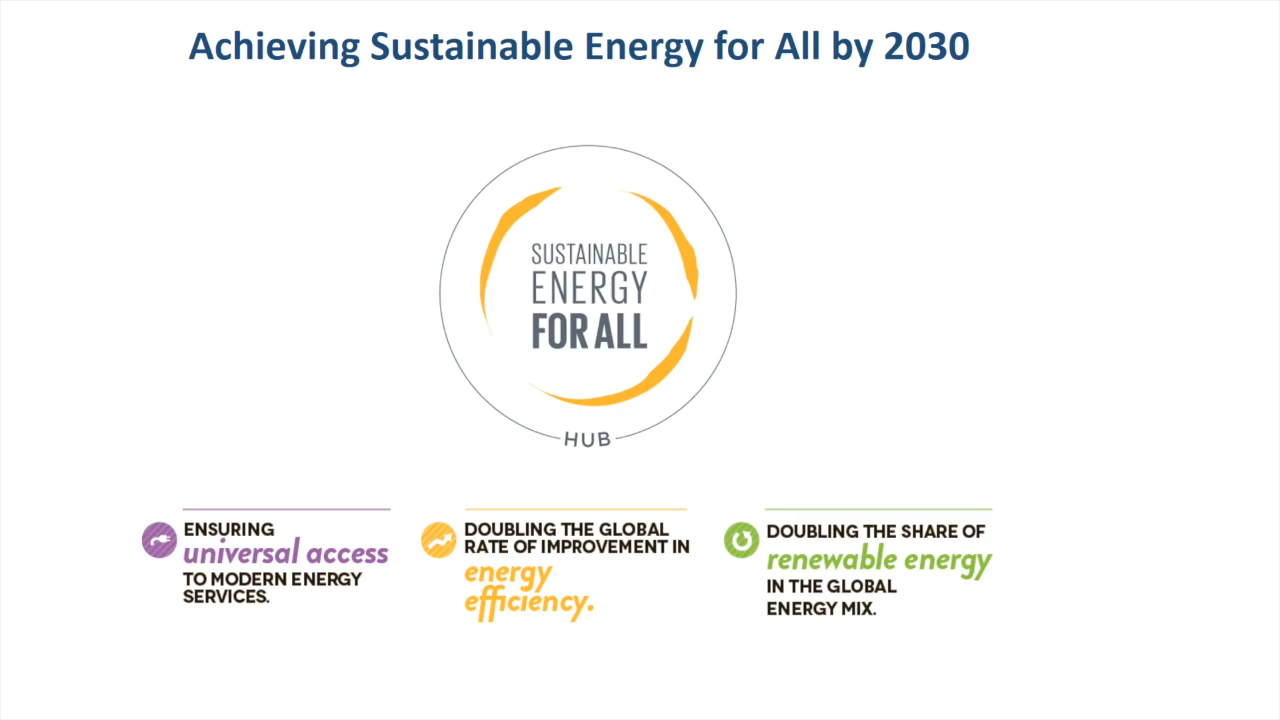 Achieving Sustainable Energy for All by 2030
SUSTAINABLE
ENERGY
FOR ALL
HUB
ENSURING
universal access
TO MODERN ENERGY
SERVICES.
DOUBLING THE GLOBAL
RATE OF IMPROVEMENT IN
energy
efficiency.
DOUBLING THE SHARE OF
renewable energy
IN THE GLOBAL
ENERGY MIX.